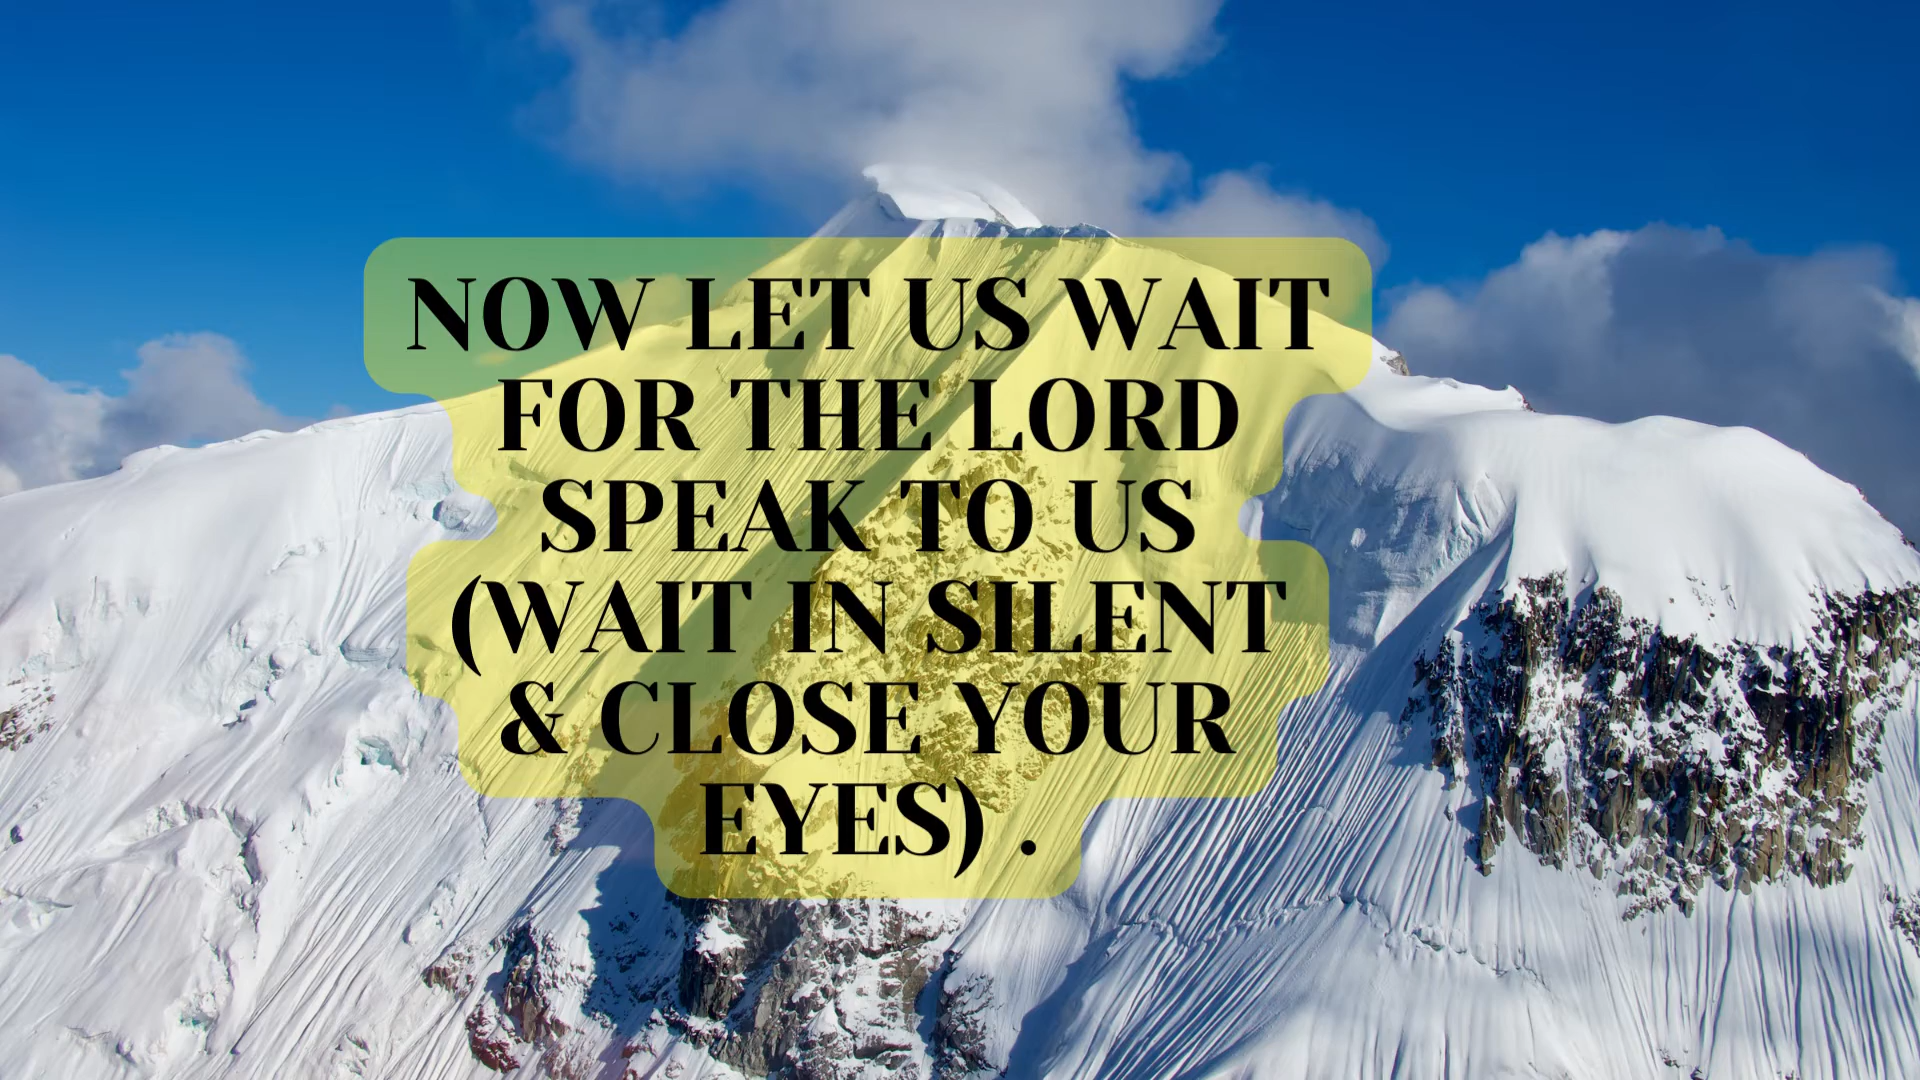 NOW LET US WAIT
FOR THE LORD
SPEAK TO US
(WAIT IN SILENT
& CLOSE YOUR
EYES) .